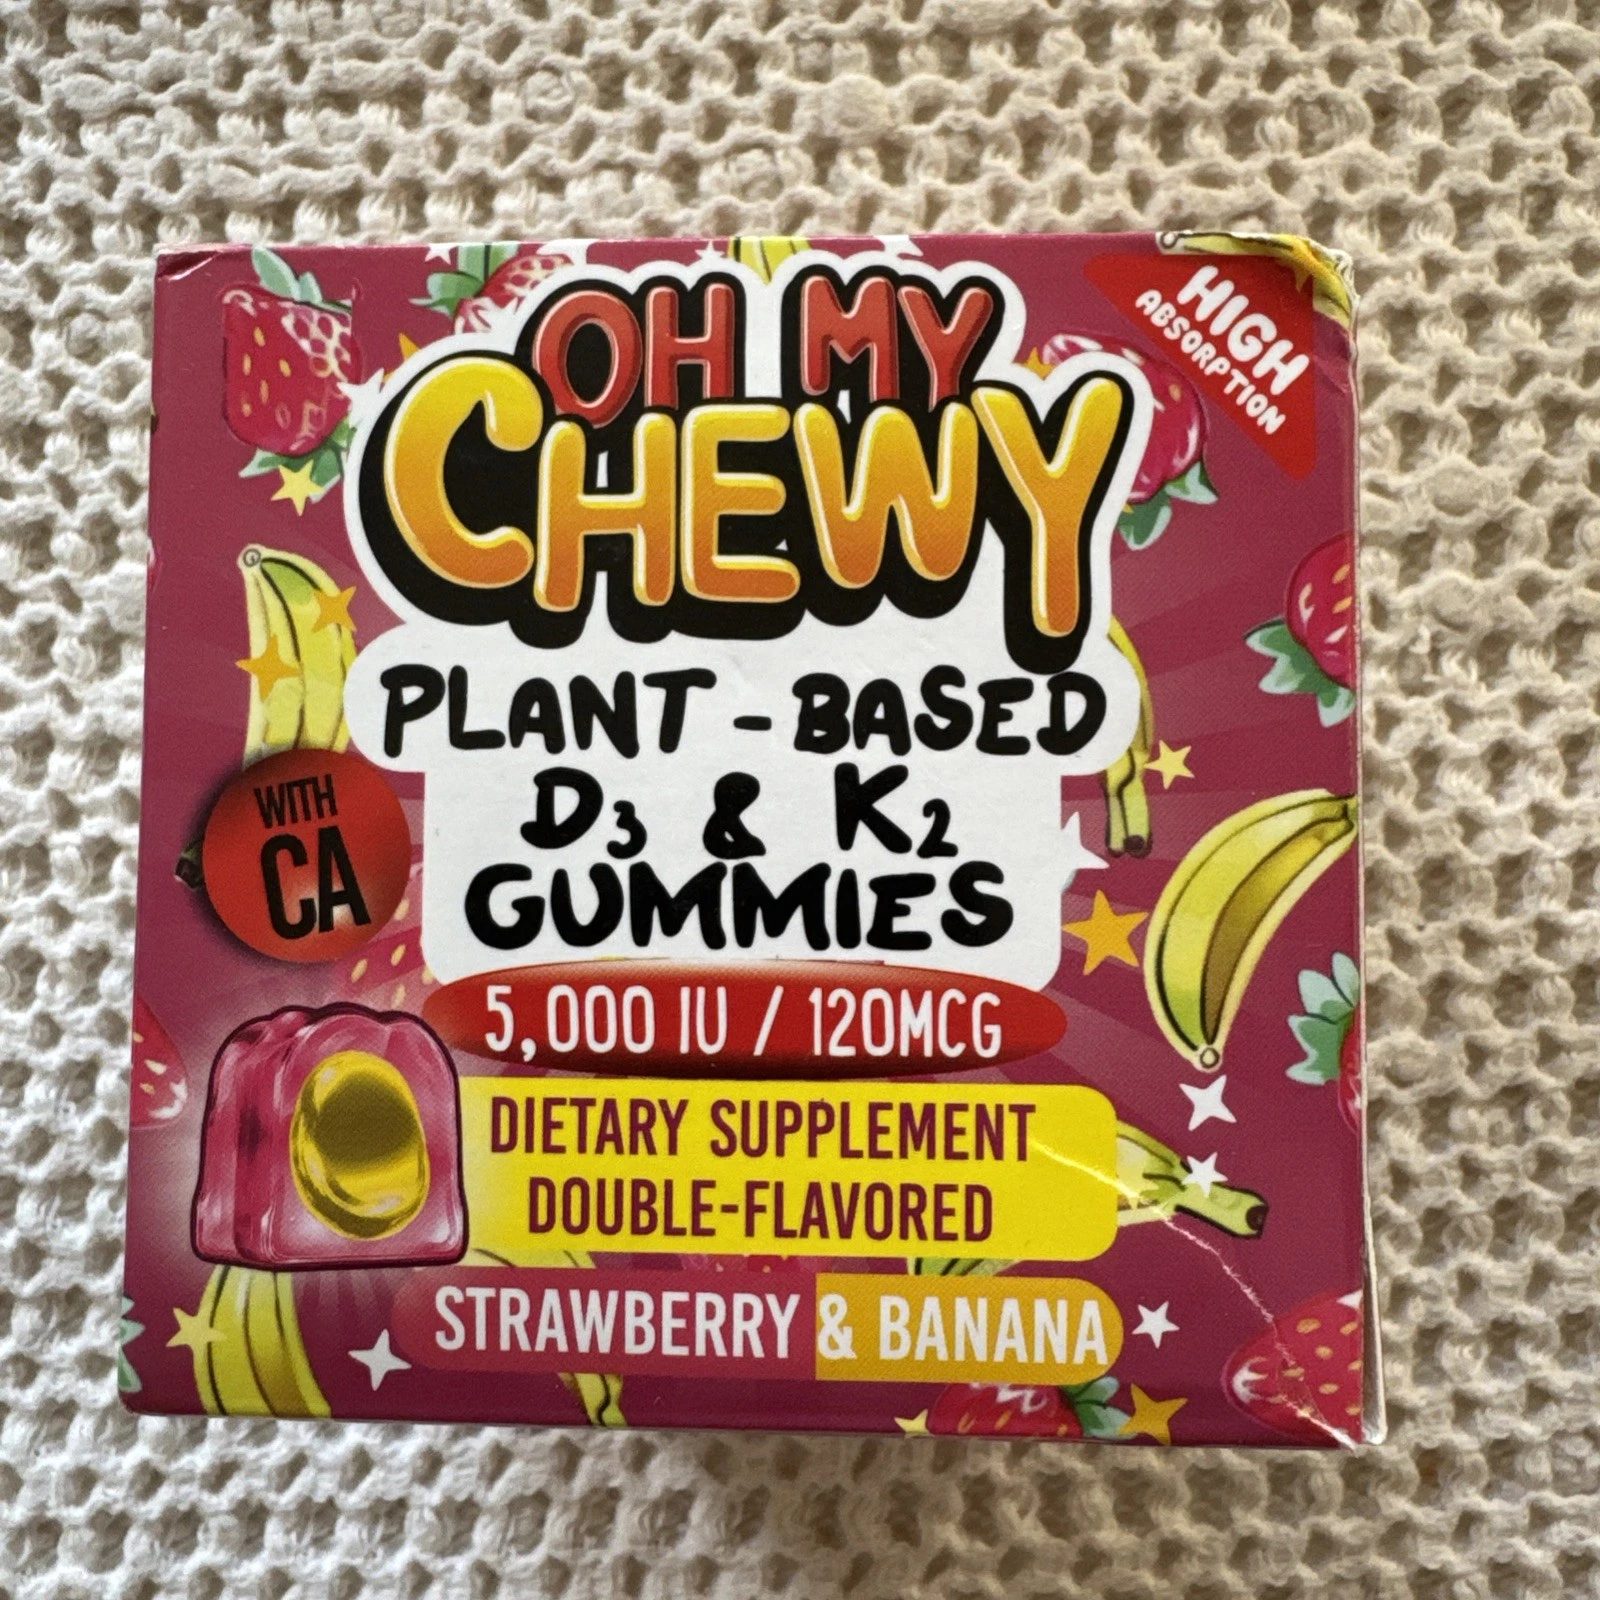 OH MY
CHEWY
HIGH
ABSORPTION
PLANT - BASED
D3 & K2
GUMMIES
WITH
CA
5,000 IU / 120MCG
DIETARY SUPPLEMENT
DOUBLE-FLAVORED
STRAWBERRY & BANANA